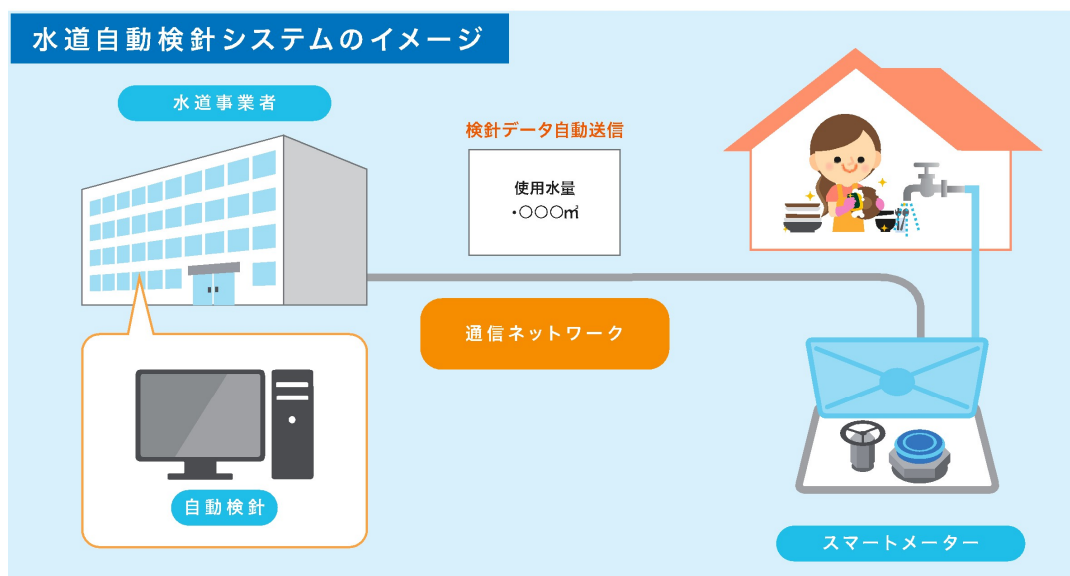 水道自動検針システムのイメージ
水道事業者
検針データ自動送信
使用水量
・○○○㎥
通信ネットワーク
自動検針
スマートメーター